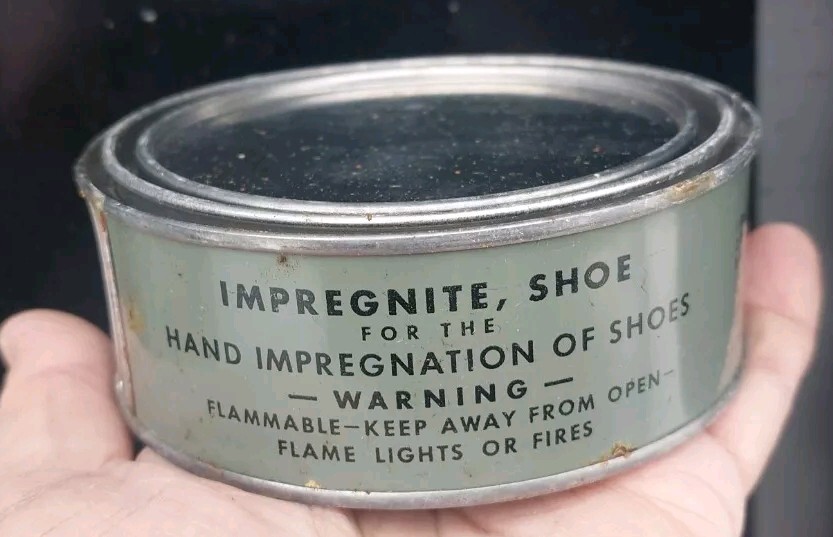 IMPREGNITE, SHOE
FOR THE
HAND IMPREGNATION OF SHOES
— WARNING —
FLAMMABLE—KEEP AWAY FROM OPEN-
FLAME LIGHTS OR FIRES